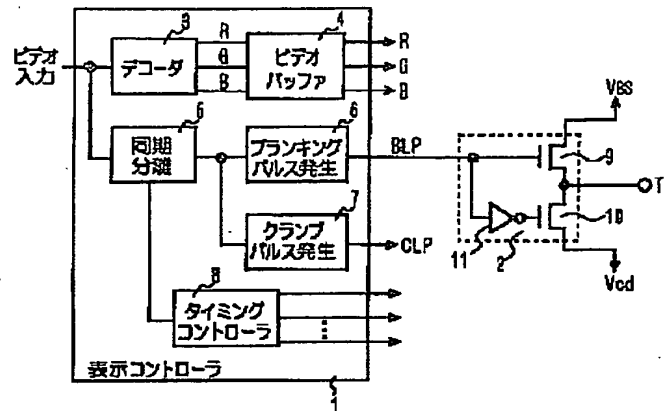 3
4
ビデオ
入力
デコーダ
R
G
B
ビデオ
バッファ
R
G
B
5
同期
分離
6
ブランキング
パルス発生
BLP
VBS
9
T
10
11
2
Vcd
7
クランプ
パルス発生
CLP
8
タイミング
コントローラ
表示コントローラ
1